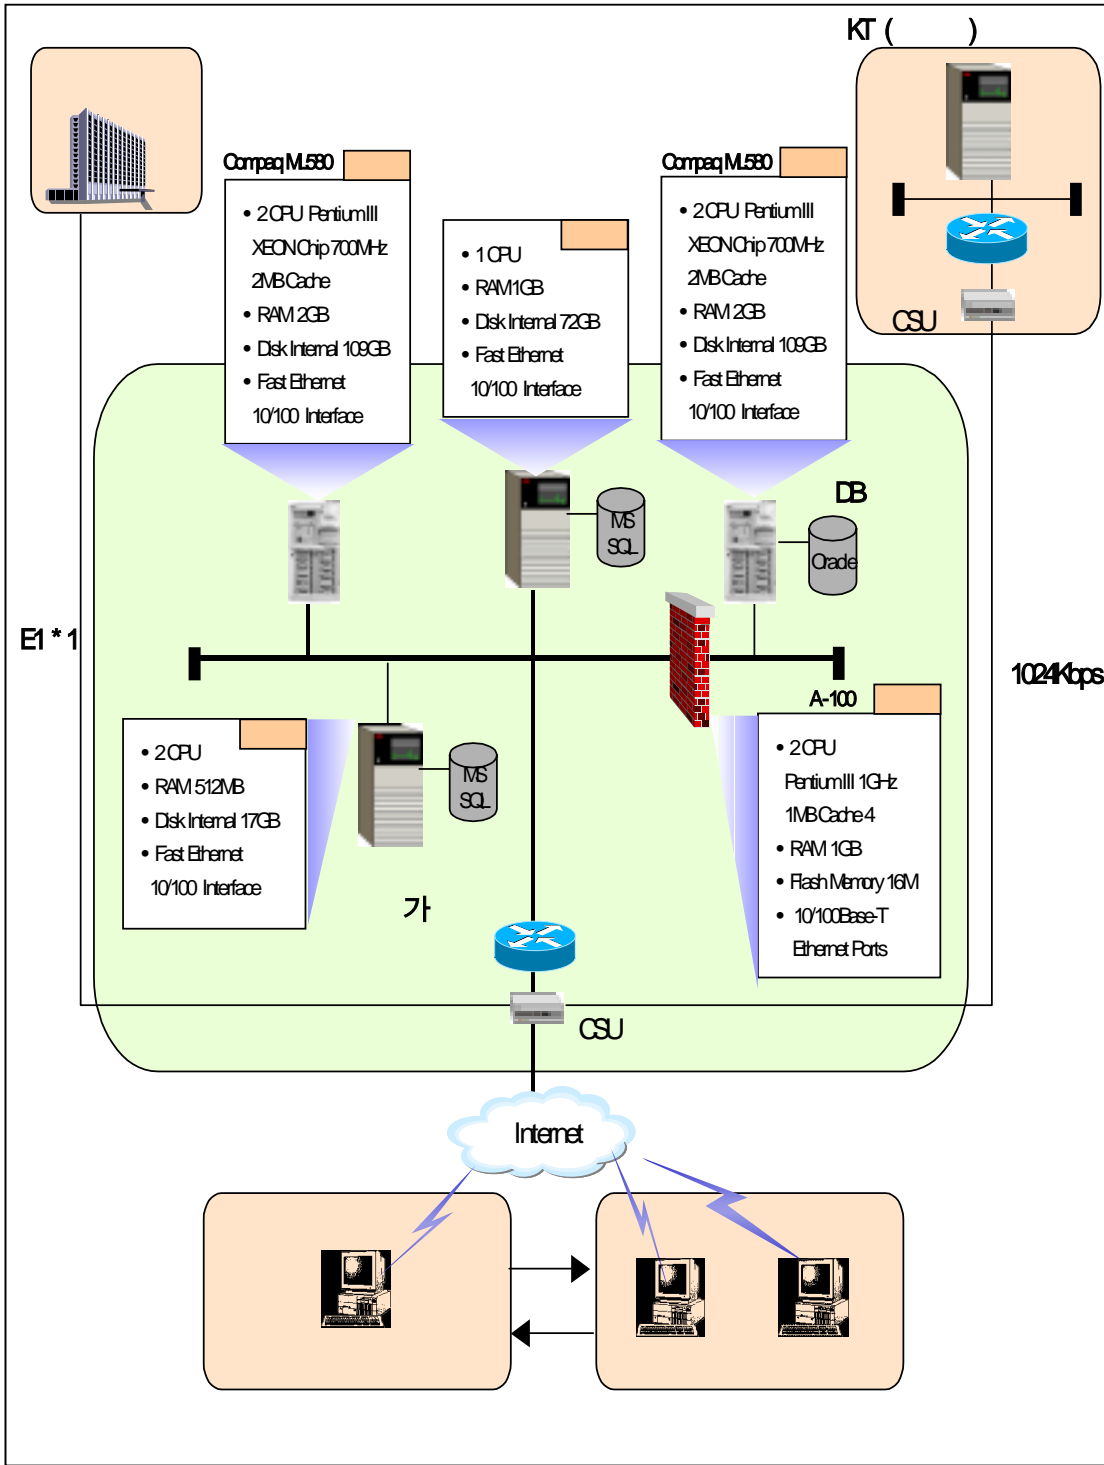 KT (          )
Compaq ML580
• 2 CPU Pentium III
XEON Chip 700MHz
2MB Cache
• RAM 2GB
• Disk Internal 109GB
• Fast Ethernet
10/100 Interface
• 1 CPU
• RAM 1GB
• Disk Internal 72GB
• Fast Ethernet
10/100 Interface
Compaq ML580
• 2 CPU Pentium III
XEON Chip 700MHz
2MB Cache
• RAM 2GB
• Disk Internal 109GB
• Fast Ethernet
10/100 Interface
CSU
MS
SQL
DB
Oracle
E1 * 1
1024Kbps
A-100
• 2 CPU
• RAM 512MB
• Disk Internal 17GB
• Fast Ethernet
10/100 Interface
MS
SQL
가
• 2 CPU
Pentium III 1GHz
1MB Cache 4
• RAM 1GB
• Flash Memory 16M
• 10/100Base-T
Ethernet Ports
CSU
Internet